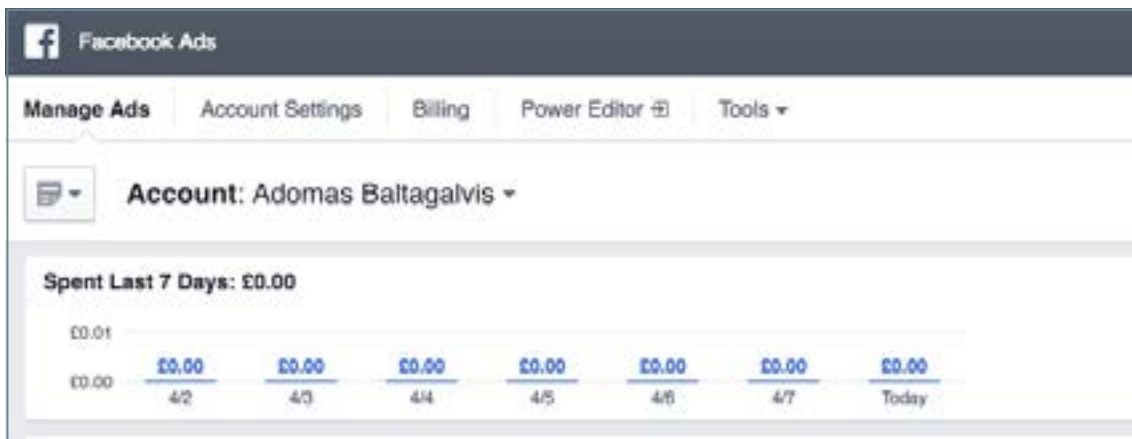 f Facebook Ads
Manage Ads Account Settings Billing Power Editor Tools
Account: Adomas Baltagalvis
Spent Last 7 Days: £0.00
£0.01
£0.00 £0.00 £0.00 £0.00 £0.00 £0.00 £0.00
£0.00
4/2 4/3 4/4 4/5 4/6 4/7 Today